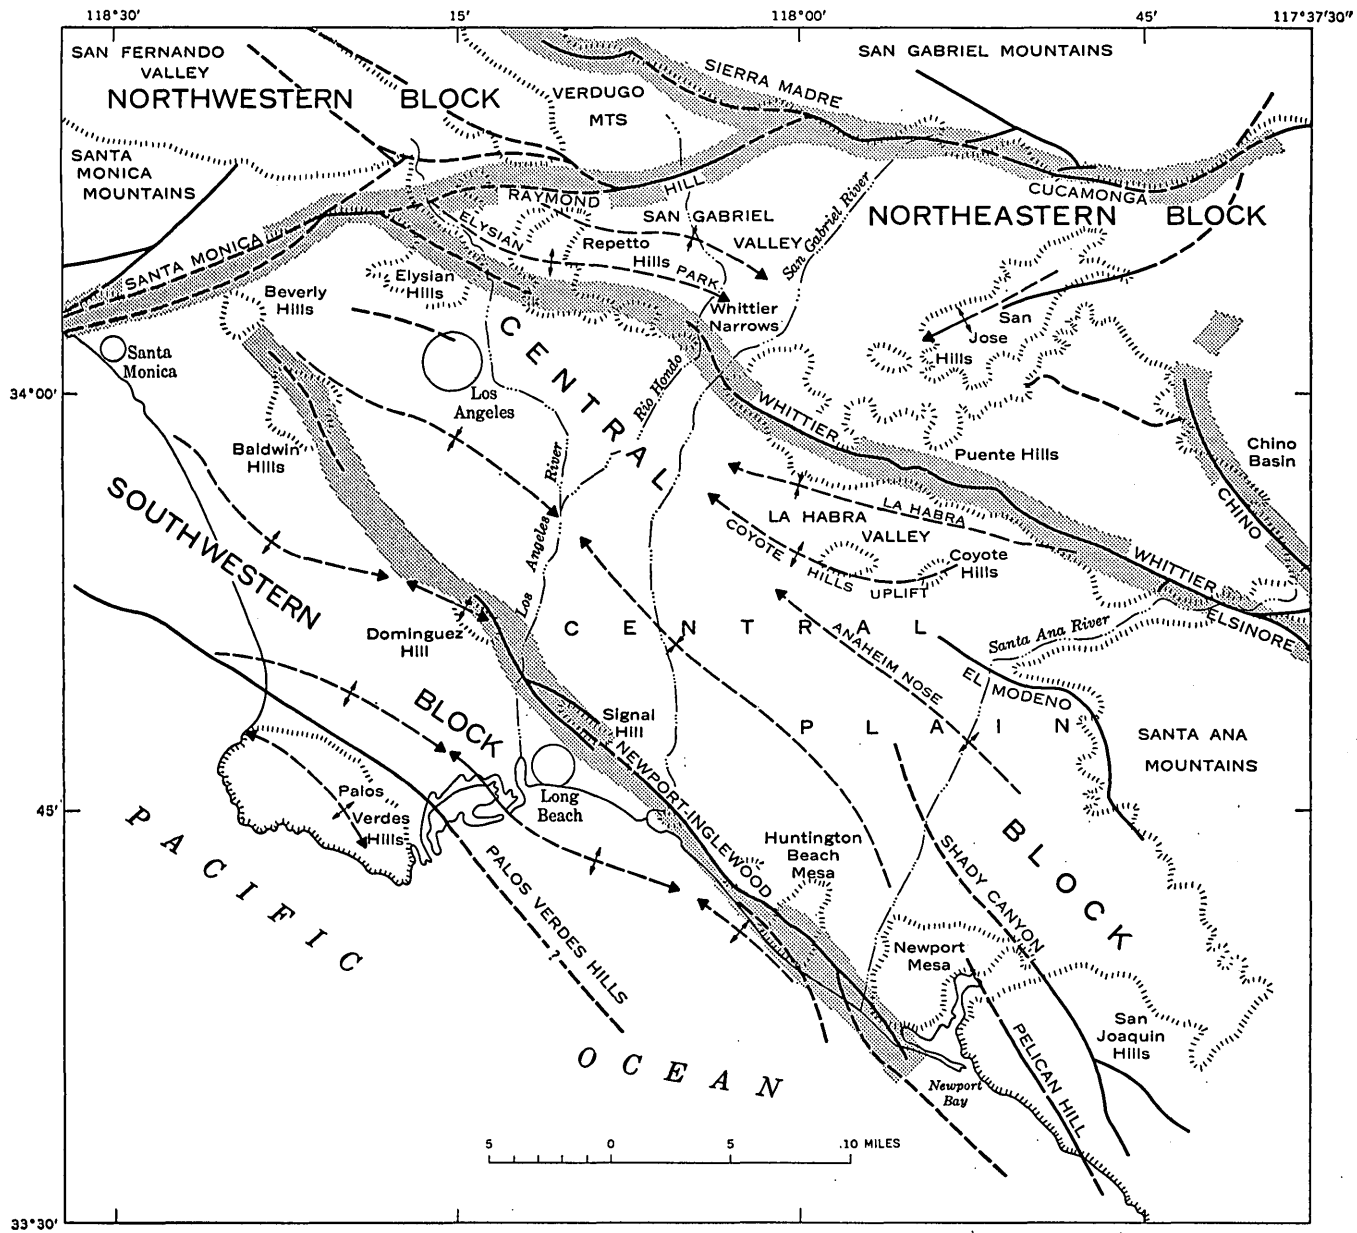 118°30' 15' 118°00' 45' 117°37'30"
SAN FERNANDO
VALLEY
NORTHWESTERN BLOCK
VERDUGO
MTS
SIERRA MADRE
SAN GABRIEL MOUNTAINS
SANTA
MONICA
MOUNTAINS
RAYMOND HILL
CUCAMONGA
NORTHEASTERN BLOCK
SAN GABRIEL
VALLEY
San Gabriel River
ELYSIAN PARK
Repetto
Hills
SANTA MONICA
Elysian
Hills
Beverly
Hills
Whittier
Narrows
San
Jose
Hills
Santa
Monica
34°00'
Los
Angeles
CENTRAL
Rio Hondo
WHITTIER
Puente Hills
Chino
Basin
CHINO
Baldwin
Hills
SOUTHWESTERN
Los Angeles River
LA HABRA
LA HABRA
VALLEY
COYOTE HILLS UPLIFT
Coyote
Hills
WHITTIER
ELSINORE
Dominguez
Hill
CENTRAL
ANAHEIM NOSE
Santa Ana River
EL MODENO
BLOCK
Signal
Hill
PLAIN
SANTA ANA
MOUNTAINS
NEWPORT-INGLEWOOD
Long
Beach
45'
Palos
Verdes
Hills
PACIFIC
PALOS VERDES HILLS
?
Huntington
Beach
Mesa
SHADY CANYON
BLOCK
Newport
Mesa
PELICAN HILL
San
Joaquin
Hills
OCEAN
Newport
Bay
5 0 5 10 MILES
33°30'